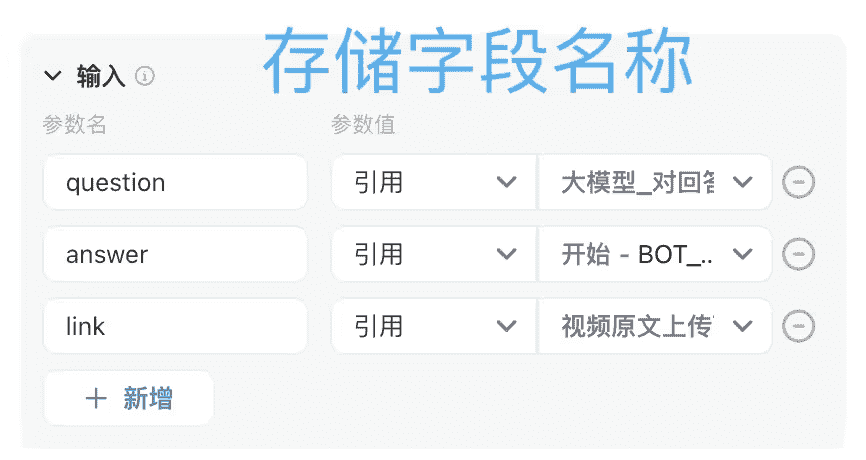 存储字段名称
输入
参数名 参数值
question 引用 大模型_对回答
answer 引用 开始 - BOT_...
link 引用 视频原文上传
新增